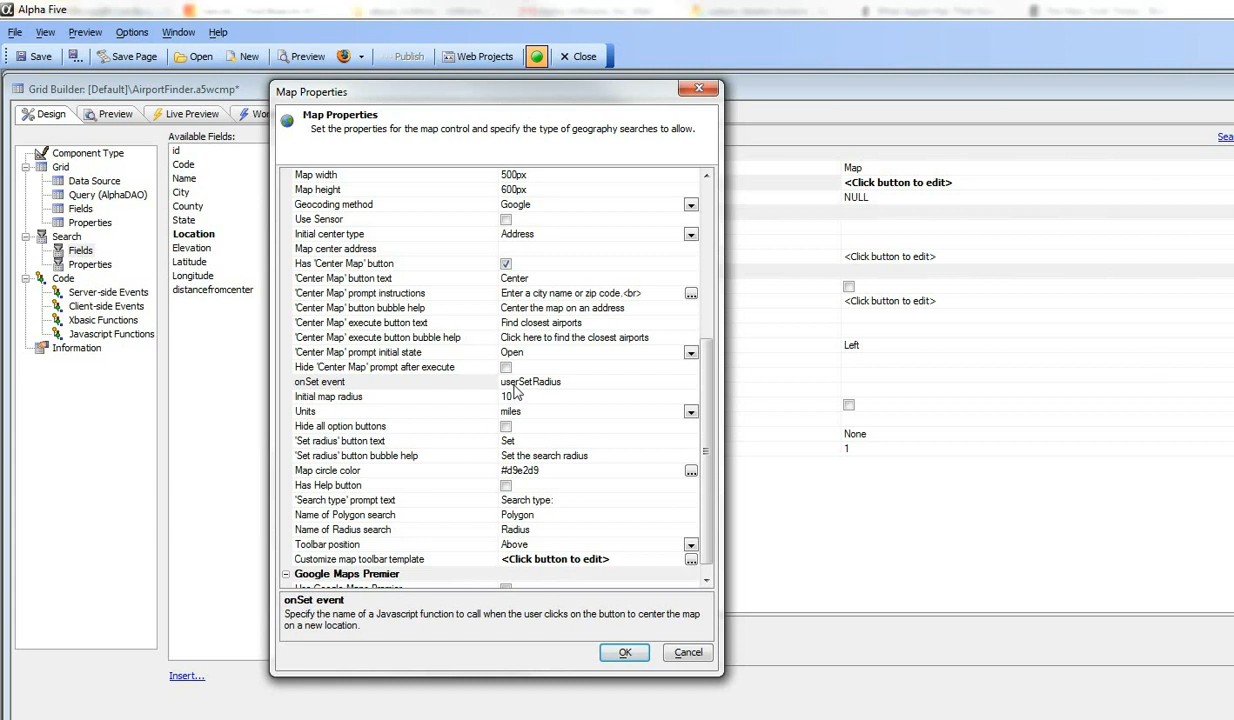 Alpha Five
File View Preview Options Window Help
Save Save Page Open New Preview Publish Web Projects Close
Grid Builder: [Default]\AirportFinder.a5wcmp*
Design Preview Live Preview
Component Type
Grid
Data Source
Query (AlphaDAO)
Fields
Properties
Search
Fields
Properties
Code
Server-side Events
Client-side Events
Xbasic Functions
Javascript Functions
Information
Available Fields:
id
Code
Name
City
County
State
Location
Elevation
Latitude
Longitude
distancefromcenter
Insert...
Map Properties
Map Properties
Set the properties for the map control and specify the type of geography searches to allow.
Map width 500px
Map height 600px
Geocoding method Google
Use Sensor
Initial center type Address
Map center address
Has 'Center Map' button
'Center Map' button text Center
'Center Map' prompt instructions Enter a city name or zip code.<br>
'Center Map' button bubble help Center the map on an address
'Center Map' execute button text Find closest airports
'Center Map' execute button bubble help Click here to find the closest airports
'Center Map' prompt initial state Open
Hide 'Center Map' prompt after execute
onSet event userSetRadius
Initial map radius 10
Units miles
Hide all option buttons
'Set radius' button text Set
'Set radius' button bubble help Set the search radius
Map circle color #d9e2d9
Has Help button
'Search type' prompt text Search type:
Name of Polygon search Polygon
Name of Radius search Radius
Toolbar position Above
Customize map toolbar template <Click button to edit>
Google Maps Premier
onSet event
Specify the name of a Javascript function to call when the user clicks on the button to center the map
on a new location.
OK Cancel
Map
<Click button to edit>
NULL
<Click button to edit>
<Click button to edit>
Left
None
1